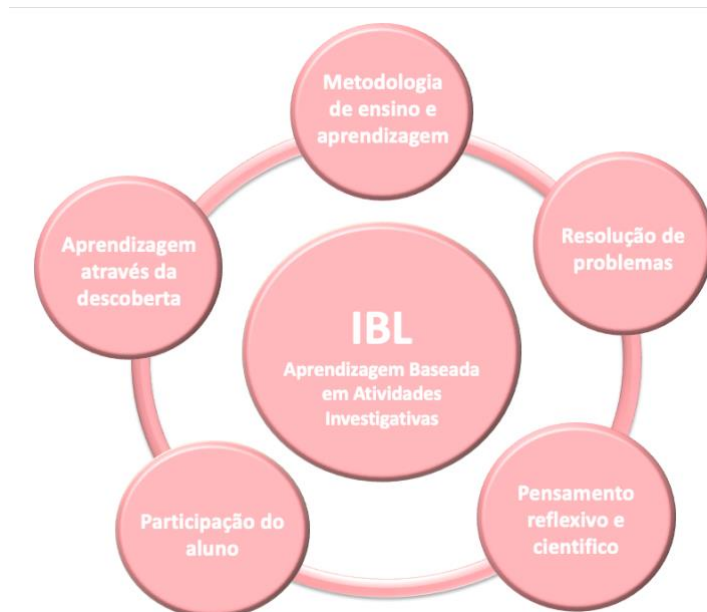 Metodologia
de ensino e
aprendizagem
Resolução de
problemas
Pensamento
reflexivo e
cientifico
Participação do
aluno
Aprendizagem
através da
descoberta
IBL
Aprendizagem Baseada
em Atividades
Investigativas